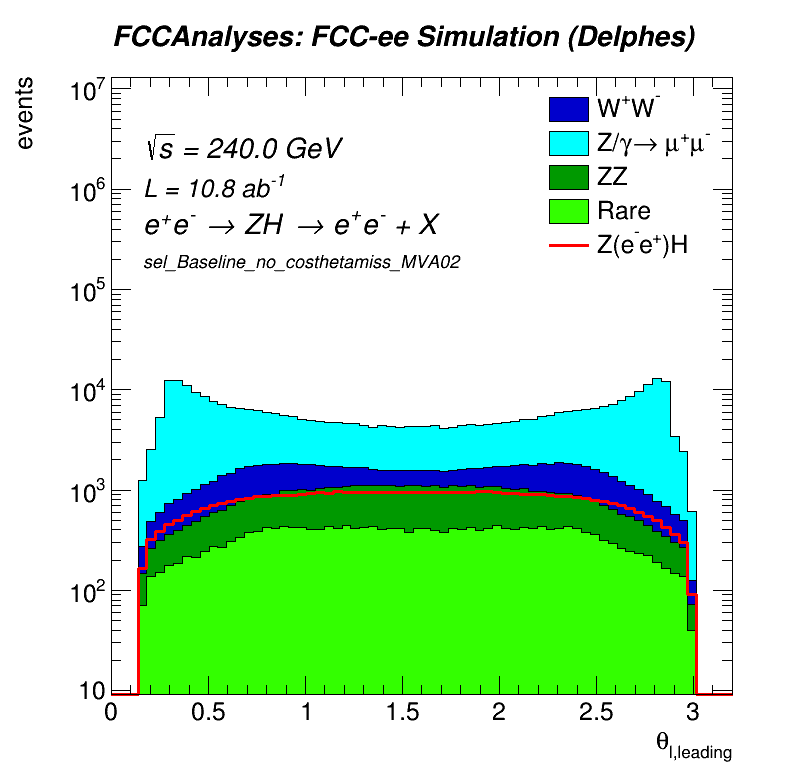 FCCAnalyses: FCC-ee Simulation (Delphes)
events
10⁷
10⁶
10⁵
10⁴
10³
10²
10
√s = 240.0 GeV
L = 10.8 ab⁻¹
e⁺e⁻ → ZH → e⁺e⁻ + X
sel_Baseline_no_costhetamiss_MVA02
W⁺W⁻
Z/γ→ μ⁺μ⁻
ZZ
Rare
Z(e⁻e⁺)H
0 0.5 1 1.5 2 2.5 3
θl,leading